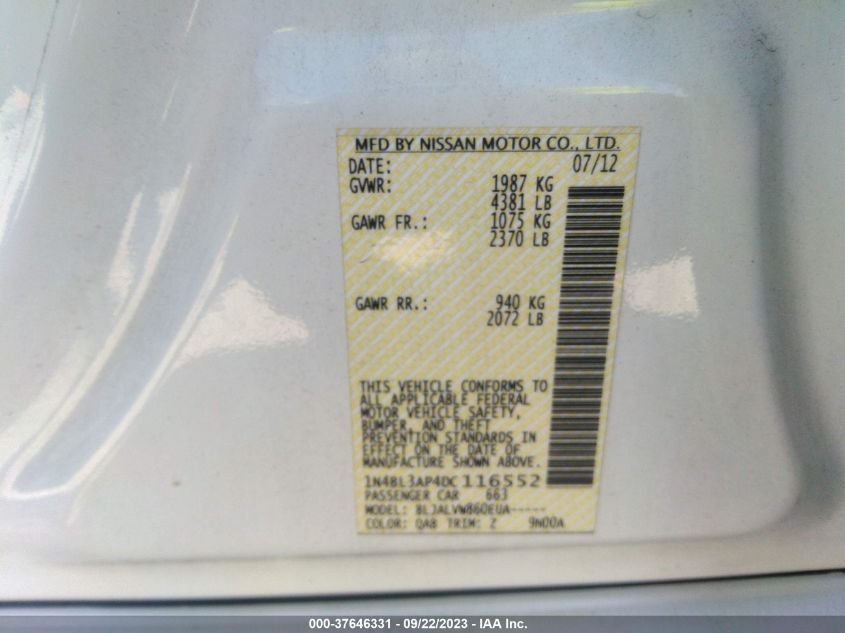 MFD BY NISSAN MOTOR CO., LTD.
DATE: 07/12
GVWR: 1987 KG
4381 LB
GAWR FR.: 1075 KG
2370 LB
GAWR RR.: 940 KG
2072 LB
THIS VEHICLE CONFORMS TO
ALL APPLICABLE FEDERAL
MOTOR VEHICLE SAFETY,
BUMPER, AND THEFT
PREVENTION STANDARDS IN
EFFECT ON THE DATE OF
MANUFACTURE SHOWN ABOVE.
1N4BL3AP4DC116552
PASSENGER CAR 663
MODEL: BLJALVW860EUA-----
COLOR: QAB TRIM: Z 9N00A
000-37646331 - 09/22/2023 - IAA Inc.